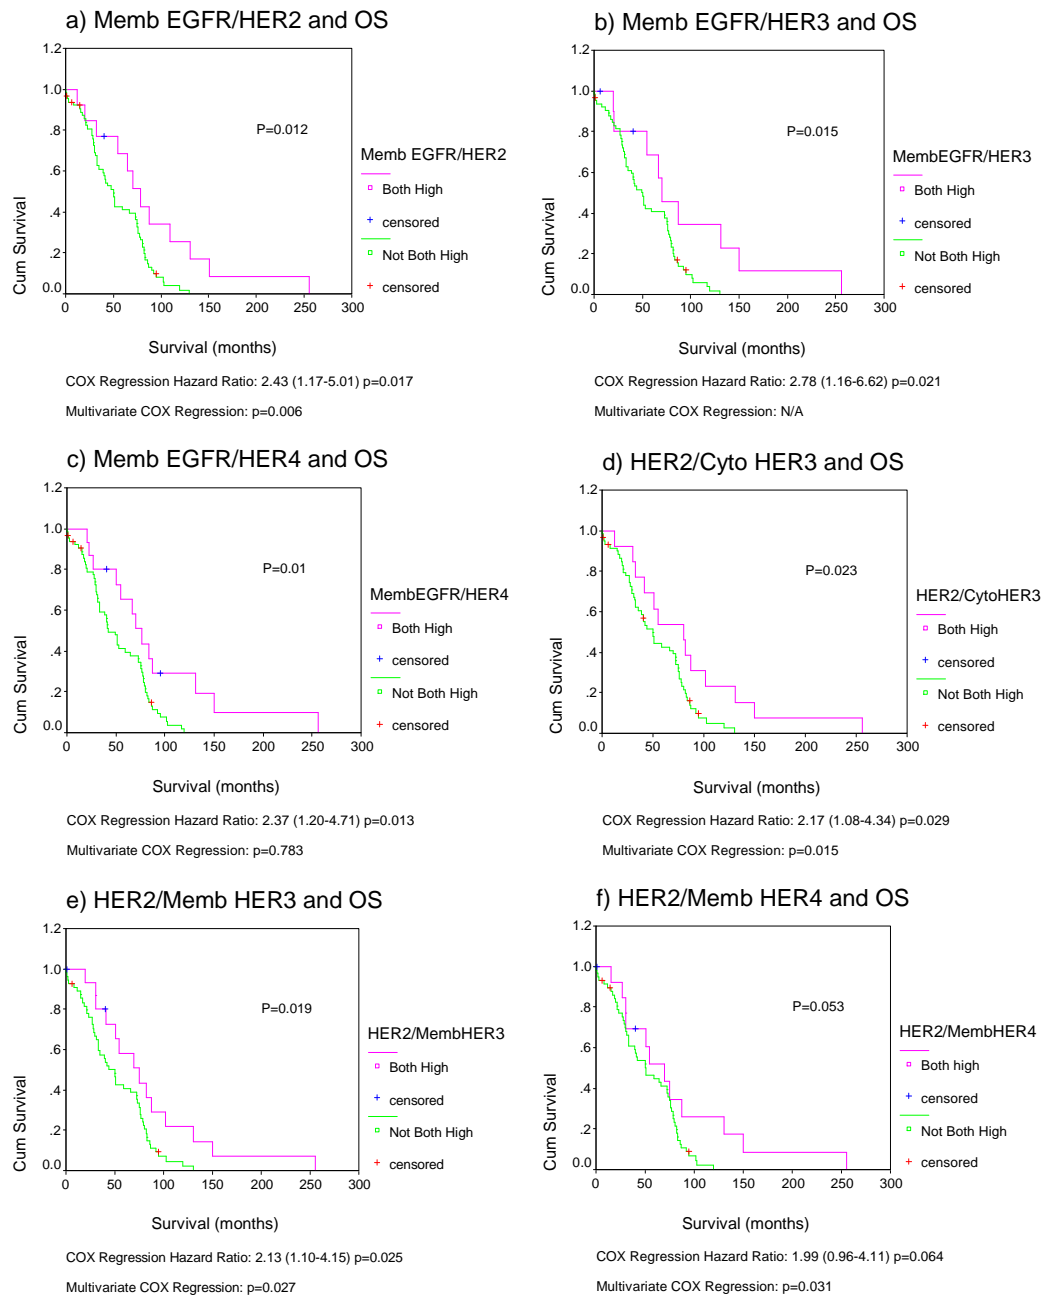 a) Memb EGFR/HER2 and OS
1.2
1.0
.8
.6
.4
.2
0.0
Cum Survival
P=0.012
0 50 100 150 200 250 300
Survival (months)
Memb EGFR/HER2
Both High
censored
Not Both High
censored
COX Regression Hazard Ratio: 2.43 (1.17-5.01) p=0.017
Multivariate COX Regression: p=0.006
b) Memb EGFR/HER3 and OS
1.2
1.0
.8
.6
.4
.2
0.0
Cum Survival
P=0.015
0 50 100 150 200 250 300
Survival (months)
MembEGFR/HER3
Both High
censored
Not Both High
censored
COX Regression Hazard Ratio: 2.78 (1.16-6.62) p=0.021
Multivariate COX Regression: N/A
c) Memb EGFR/HER4 and OS
1.2
1.0
.8
.6
.4
.2
0.0
Cum Survival
P=0.01
0 50 100 150 200 250 300
Survival (months)
MembEGFR/HER4
Both High
censored
Not Both High
censored
COX Regression Hazard Ratio: 2.37 (1.20-4.71) p=0.013
Multivariate COX Regression: p=0.783
d) HER2/Cyto HER3 and OS
1.2
1.0
.8
.6
.4
.2
0.0
Cum Survival
P=0.023
0 50 100 150 200 250 300
Survival (months)
HER2/CytoHER3
Both High
censored
Not Both High
censored
COX Regression Hazard Ratio: 2.17 (1.08-4.34) p=0.029
Multivariate COX Regression: p=0.015
e) HER2/Memb HER3 and OS
1.2
1.0
.8
.6
.4
.2
0.0
Cum Survival
P=0.019
0 50 100 150 200 250 300
Survival (months)
HER2/MembHER3
Both High
censored
Not Both High
censored
COX Regression Hazard Ratio: 2.13 (1.10-4.15) p=0.025
Multivariate COX Regression: p=0.027
f) HER2/Memb HER4 and OS
1.2
1.0
.8
.6
.4
.2
0.0
Cum Survival
P=0.053
0 50 100 150 200 250 300
Survival (months)
HER2/MembHER4
Both high
censored
Not Both High
censored
COX Regression Hazard Ratio: 1.99 (0.96-4.11) p=0.064
Multivariate COX Regression: p=0.031